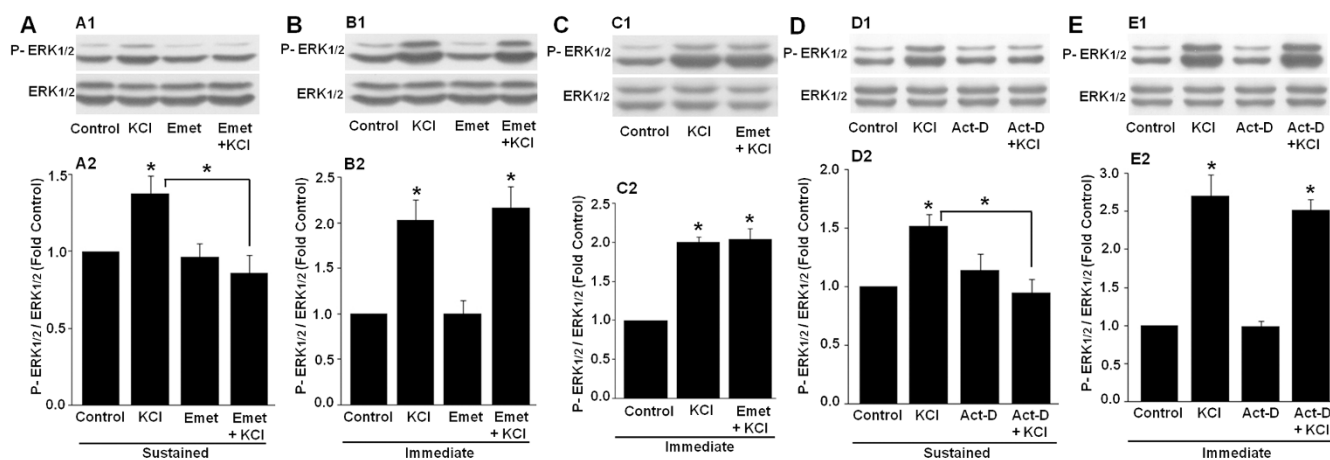 A
A1
P- ERK1/2
ERK1/2
Control KCl Emet Emet +KCl
A2
P- ERK1/2 / ERK1/2 (Fold Control)
1.5
1.0
0.5
0.0
*
*
Control KCl Emet Emet + KCl
Sustained
B
B1
P- ERK1/2
ERK1/2
Control KCl Emet Emet +KCl
B2
P- ERK1/2 / ERK1/2 (Fold Control)
2.5
2.0
1.5
1.0
0.5
0.0
*
*
Control KCl Emet Emet + KCl
Immediate
C
C1
P- ERK1/2
ERK1/2
Control KCl Emet + KCl
C2
P- ERK1/2 / ERK1/2 (Fold Control)
2.5
2.0
1.5
1.0
0.5
0.0
*
*
Control KCl Emet + KCl
Immediate
D
D1
P- ERK1/2
ERK1/2
Control KCl Act-D Act-D +KCl
D2
P- ERK1/2 / ERK1/2 (Fold Control)
2.0
1.5
1.0
0.5
0.0
*
*
Control KCl Act-D Act-D + KCl
Sustained
E
E1
P- ERK1/2
ERK1/2
Control KCl Act-D Act-D +KCl
E2
P- ERK1/2 / ERK1/2 (Fold Control)
3.0
2.5
2.0
1.5
1.0
0.5
0.0
*
*
Control KCl Act-D Act-D + KCl
Immediate